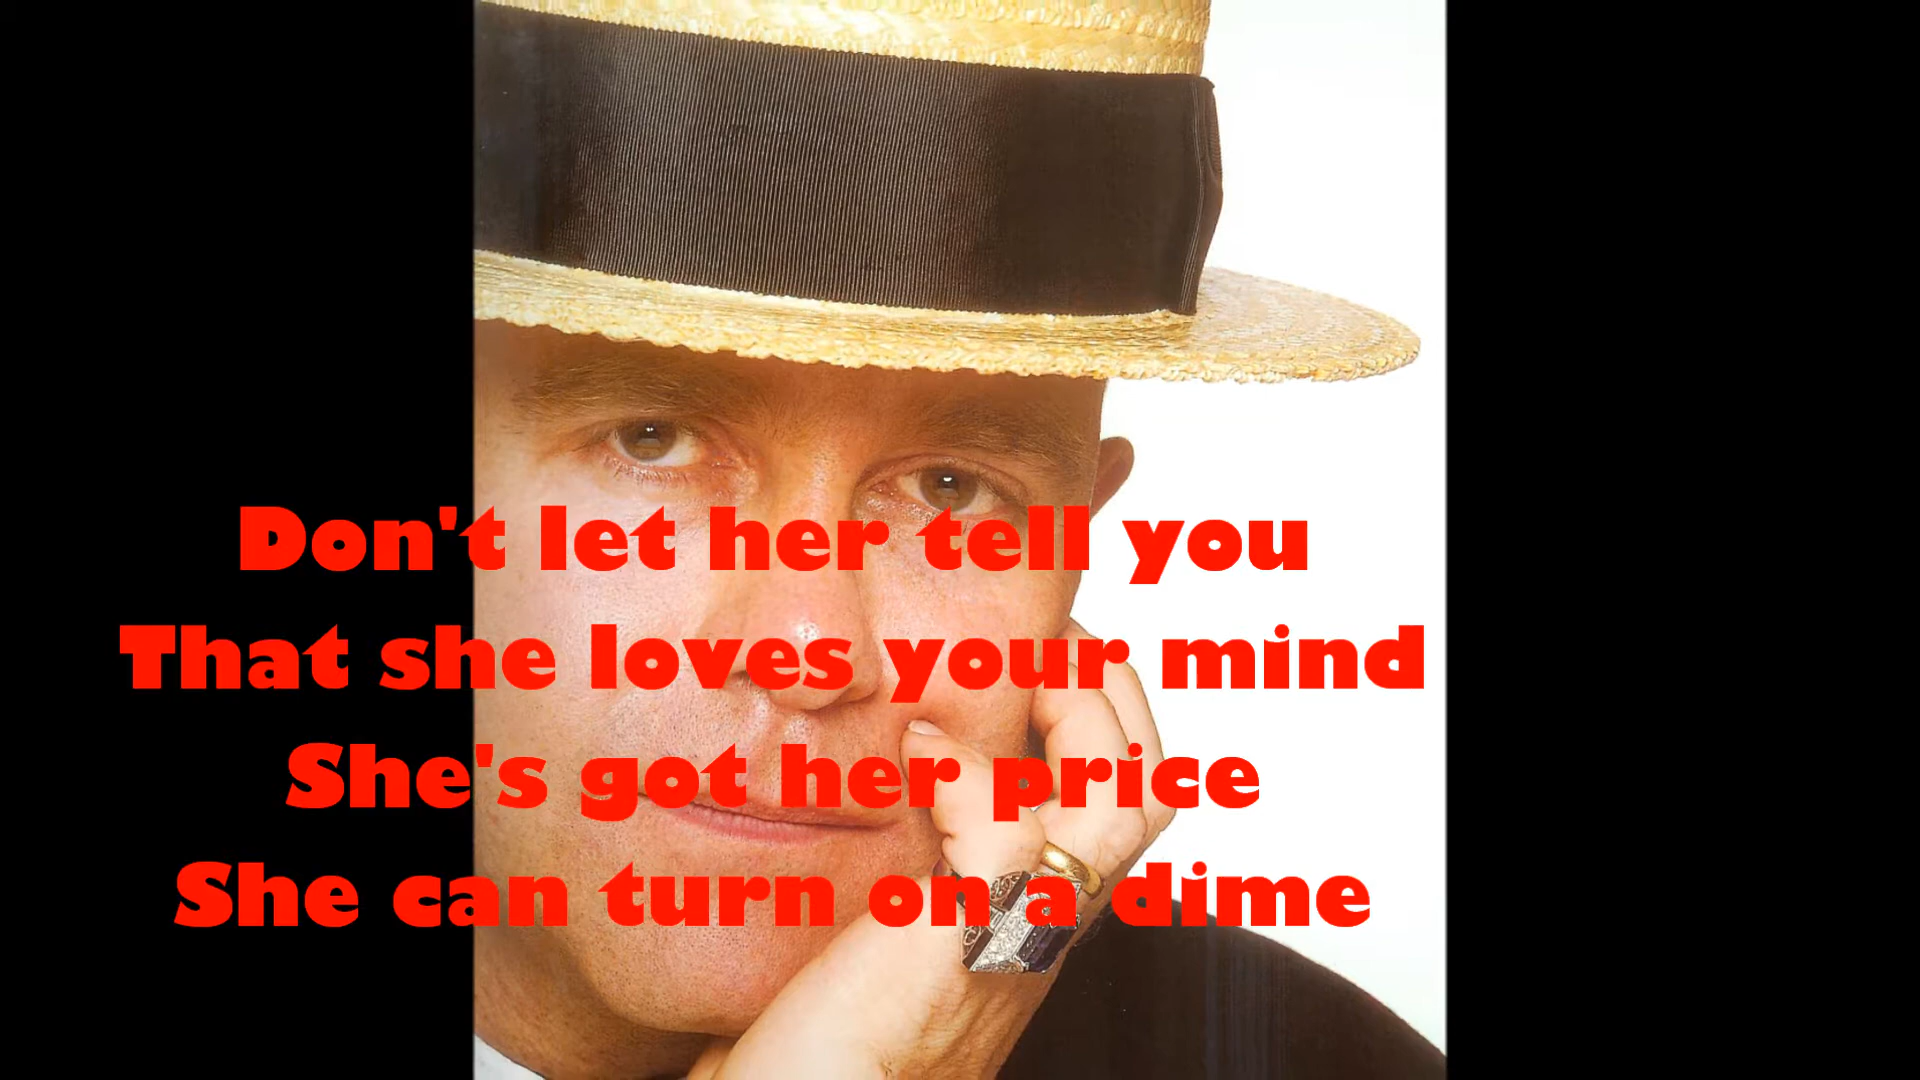 Don't let her tell you
That she loves your mind
She's got her price
She can turn on a dime